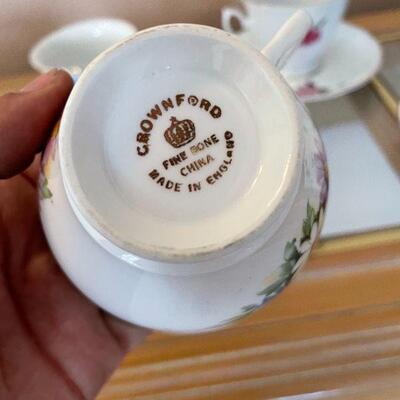 CROWNFORD
FINE BONE
CHINA
MADE IN ENGLAND